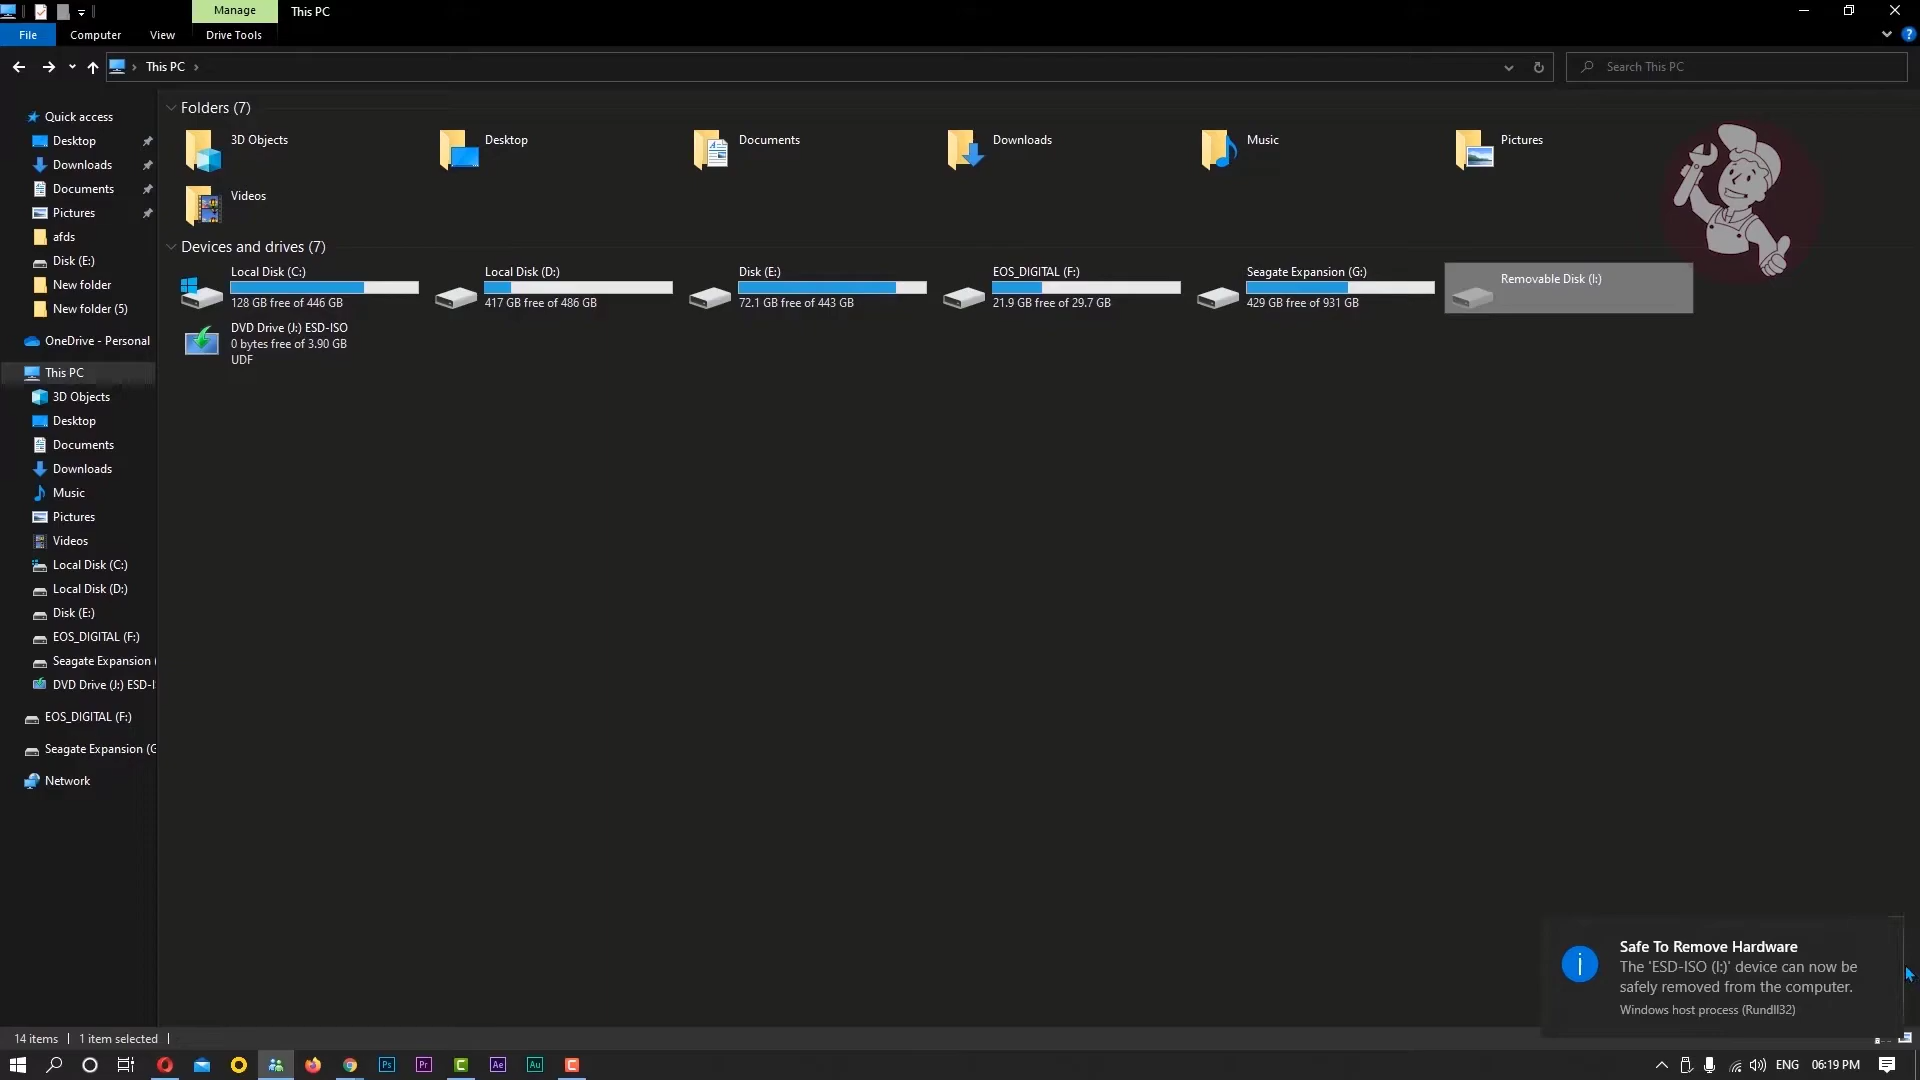 Manage
This PC
File
Computer
View
Drive Tools
This PC
Search This PC
Quick access
Desktop
Downloads
Documents
Pictures
afds
Disk (E:)
New folder
New folder (5)
OneDrive - Personal
This PC
3D Objects
Desktop
Documents
Downloads
Music
Pictures
Videos
Local Disk (C:)
Local Disk (D:)
Disk (E:)
EOS_DIGITAL (F:)
Seagate Expansion (
DVD Drive (J:) ESD-I
EOS_DIGITAL (F:)
Seagate Expansion (G
Network
Folders (7)
3D Objects
Desktop
Documents
Downloads
Music
Pictures
Videos
Devices and drives (7)
Local Disk (C:)
128 GB free of 446 GB
Local Disk (D:)
417 GB free of 486 GB
Disk (E:)
72.1 GB free of 443 GB
EOS_DIGITAL (F:)
21.9 GB free of 29.7 GB
Seagate Expansion (G:)
429 GB free of 931 GB
Removable Disk (I:)
DVD Drive (J:) ESD-ISO
0 bytes free of 3.90 GB
UDF
Safe To Remove Hardware
The 'ESD-ISO (I:)' device can now be
safely removed from the computer.
Windows host process (Rundll32)
14 items
1 item selected
Ps
Pr
C
Ae
Au
C
ENG
06:19 PM